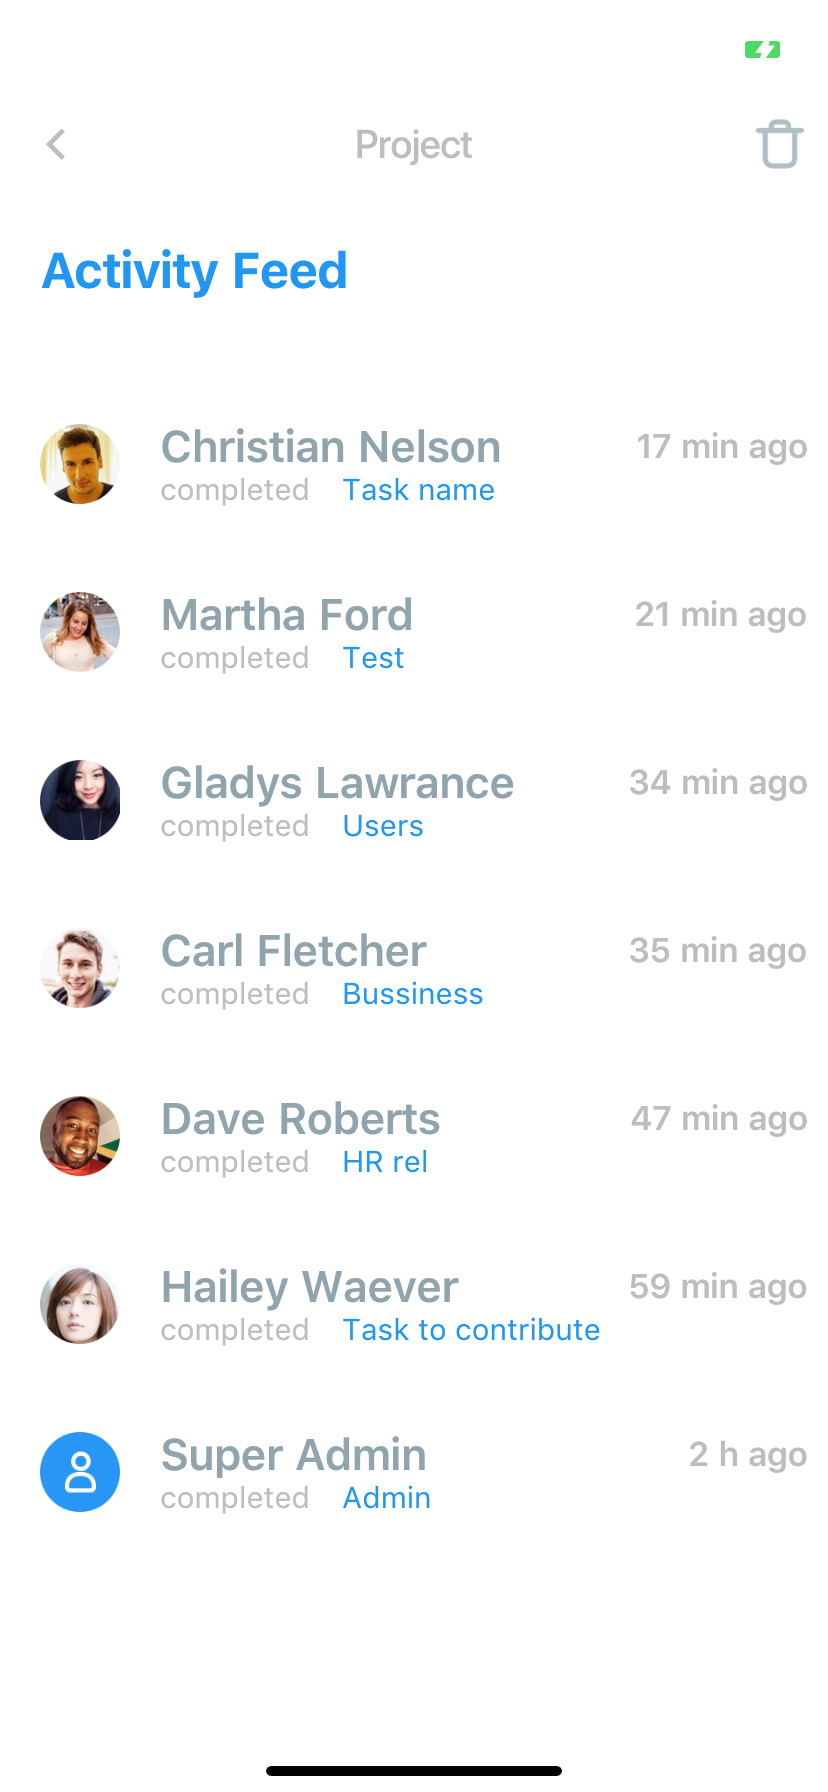 Project
Activity Feed
Christian Nelson 17 min ago
completed Task name
Martha Ford 21 min ago
completed Test
Gladys Lawrance 34 min ago
completed Users
Carl Fletcher 35 min ago
completed Bussiness
Dave Roberts 47 min ago
completed HR rel
Hailey Waever 59 min ago
completed Task to contribute
Super Admin 2 h ago
completed Admin